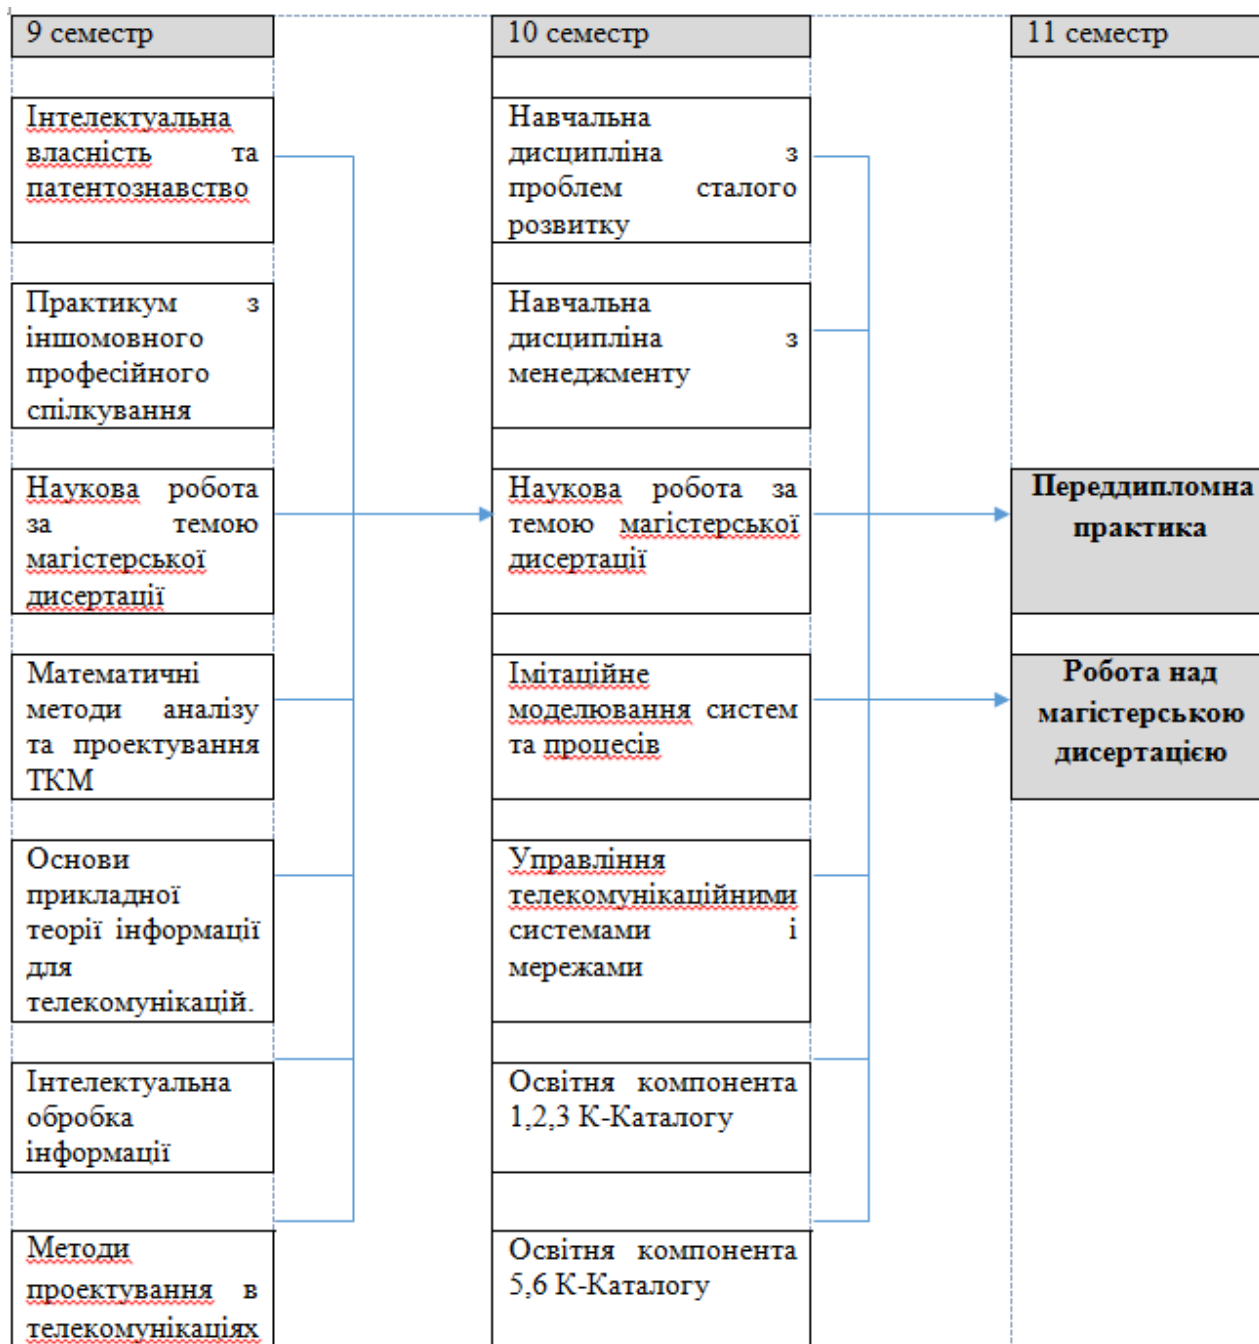 9 семестр
10 семестр
11 семестр
Інтелектуальна
власність та
патентознавство
Навчальна
дисципліна з
проблем сталого
розвитку
Практикум з
іншомовного
професійного
спілкування
Навчальна
дисципліна з
менеджменту
Наукова робота
за темою
магістерської
дисертації
Наукова робота за
темою магістерської
дисертації
Переддипломна
практика
Математичні
методи аналізу
та проектування
ТКМ
Імітаційне
моделювання систем
та процесів
Робота над
магістерською
дисертацією
Основи
прикладної
теорії інформації
для
телекомунікацій.
Управління
телекомунікаційними
системами і
мережами
Інтелектуальна
обробка
інформації
Освітня компонента
1,2,3 К-Каталогу
Методи
проектування в
телекомунікаціях
Освітня компонента
5,6 К-Каталогу